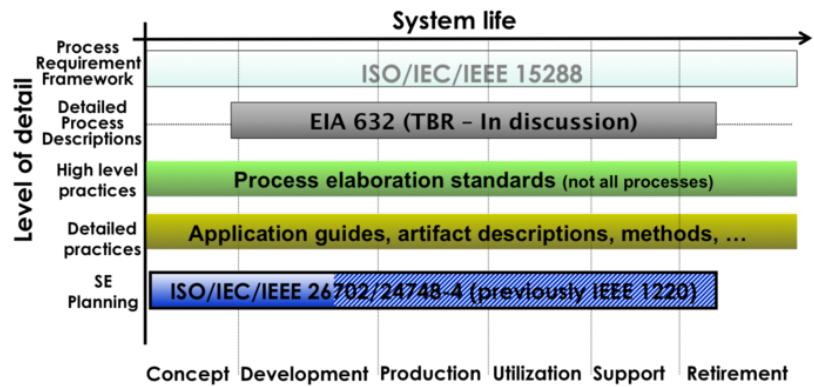 System life
Level of detail
Process
Requirement
Framework
ISO/IEC/IEEE 15288
Detailed
Process
Descriptions
EIA 632 (TBR – In discussion)
High level
practices
Process elaboration standards (not all processes)
Detailed
practices
Application guides, artifact descriptions, methods, …
SE
Planning
ISO/IEC/IEEE 26702/24748-4 (previously IEEE 1220)
Concept Development Production Utilization Support Retirement